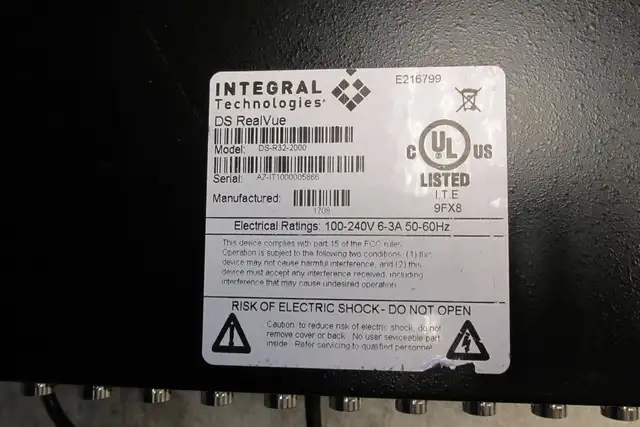 INTEGRAL
Technologies
E216799
DS RealVue
Model: DS-R32-2000
Serial: A7-IT1000005866
Manufactured:
1708
C UL US
LISTED
I.T.E
9FX8
Electrical Ratings: 100-240V 6-3A 50-60Hz
This device complies with part 15 of the FCC rules.
Operation is subject to the following two conditions. (1) this
device may not cause harmful interference, and (2) this
device must accept any interference received, including
interference that may cause undesired operation.
RISK OF ELECTRIC SHOCK - DO NOT OPEN
Caution: to reduce risk of electric shock, do not
remove cover or back. No user serviceable part
inside. Refer servicing to qualified personnel